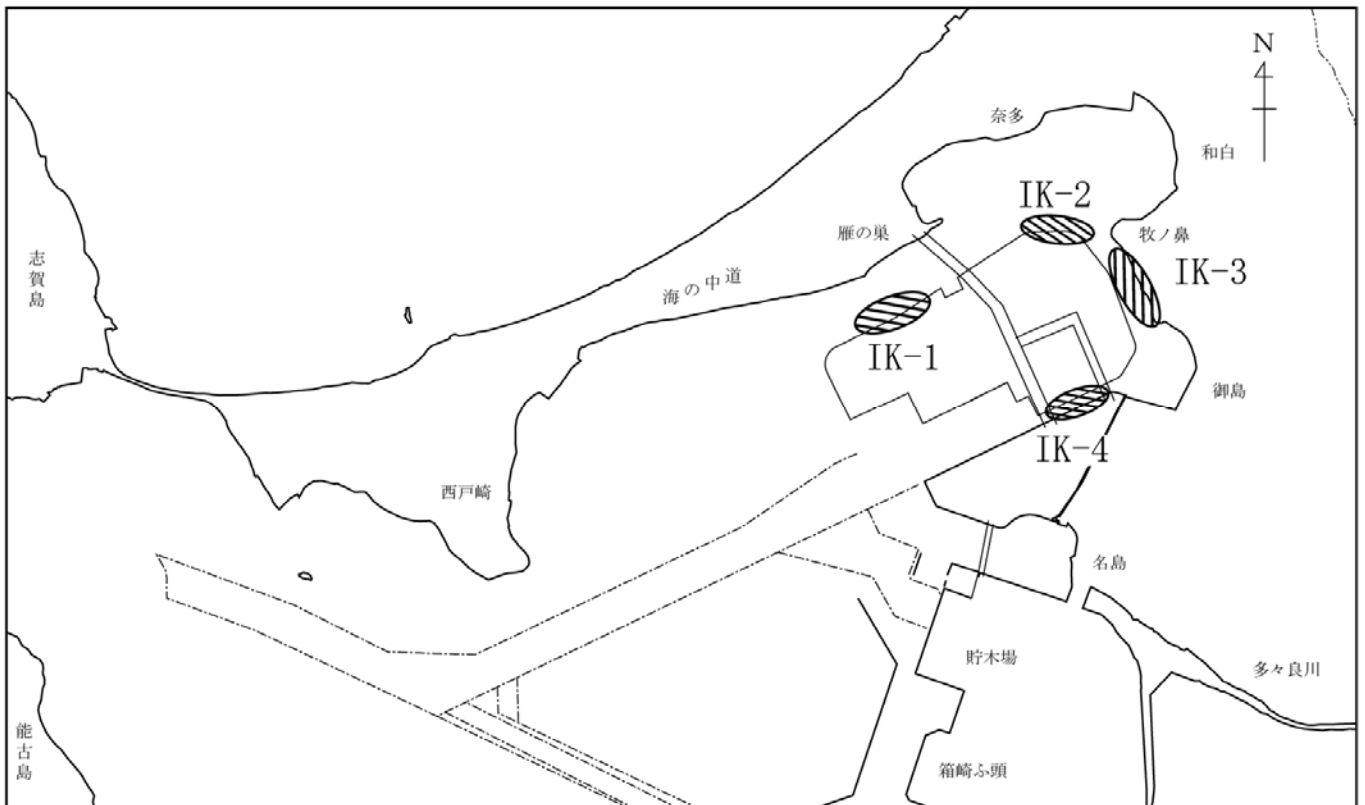 N
奈多
和白
IK-2
雁の巣
牧ノ鼻
志賀島
IK-3
海の中道
IK-1
御島
IK-4
西戸崎
名島
貯木場
多々良川
能古島
箱崎ふ頭